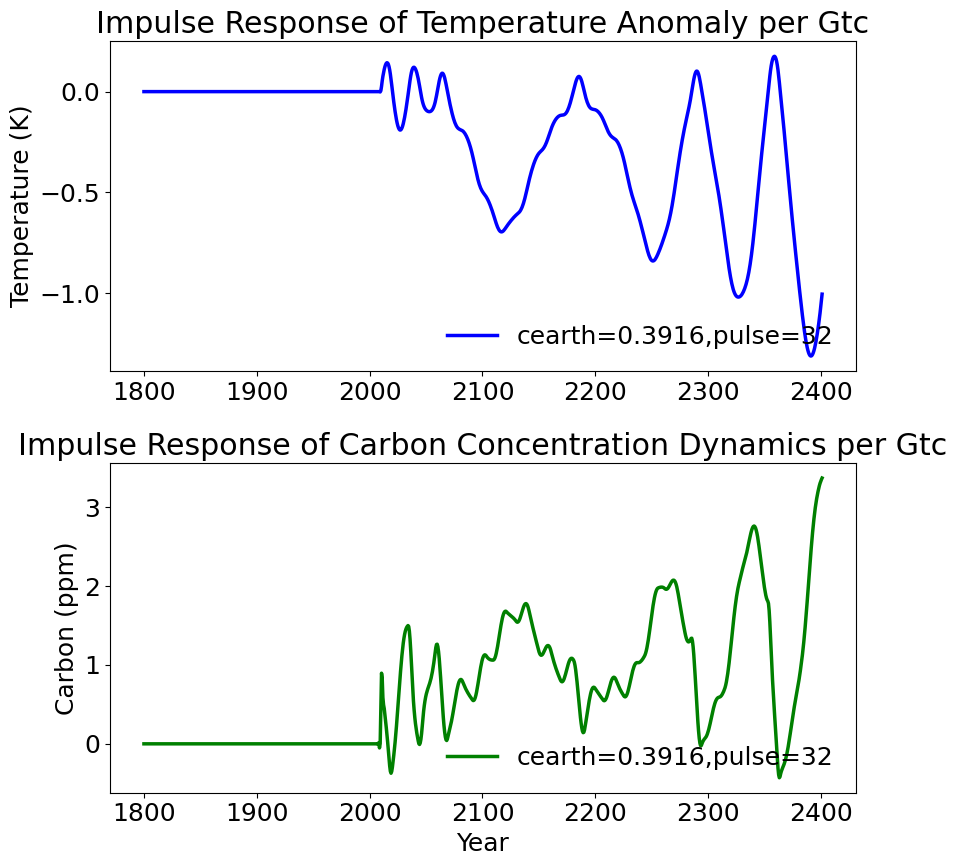 Impulse Response of Temperature Anomaly per Gtc
Temperature (K)
0.0
−0.5
−1.0
cearth=0.3916,pulse=32
1800 1900 2000 2100 2200 2300 2400
Impulse Response of Carbon Concentration Dynamics per Gtc
Carbon (ppm)
3
2
1
0
cearth=0.3916,pulse=32
1800 1900 2000 2100 2200 2300 2400
Year